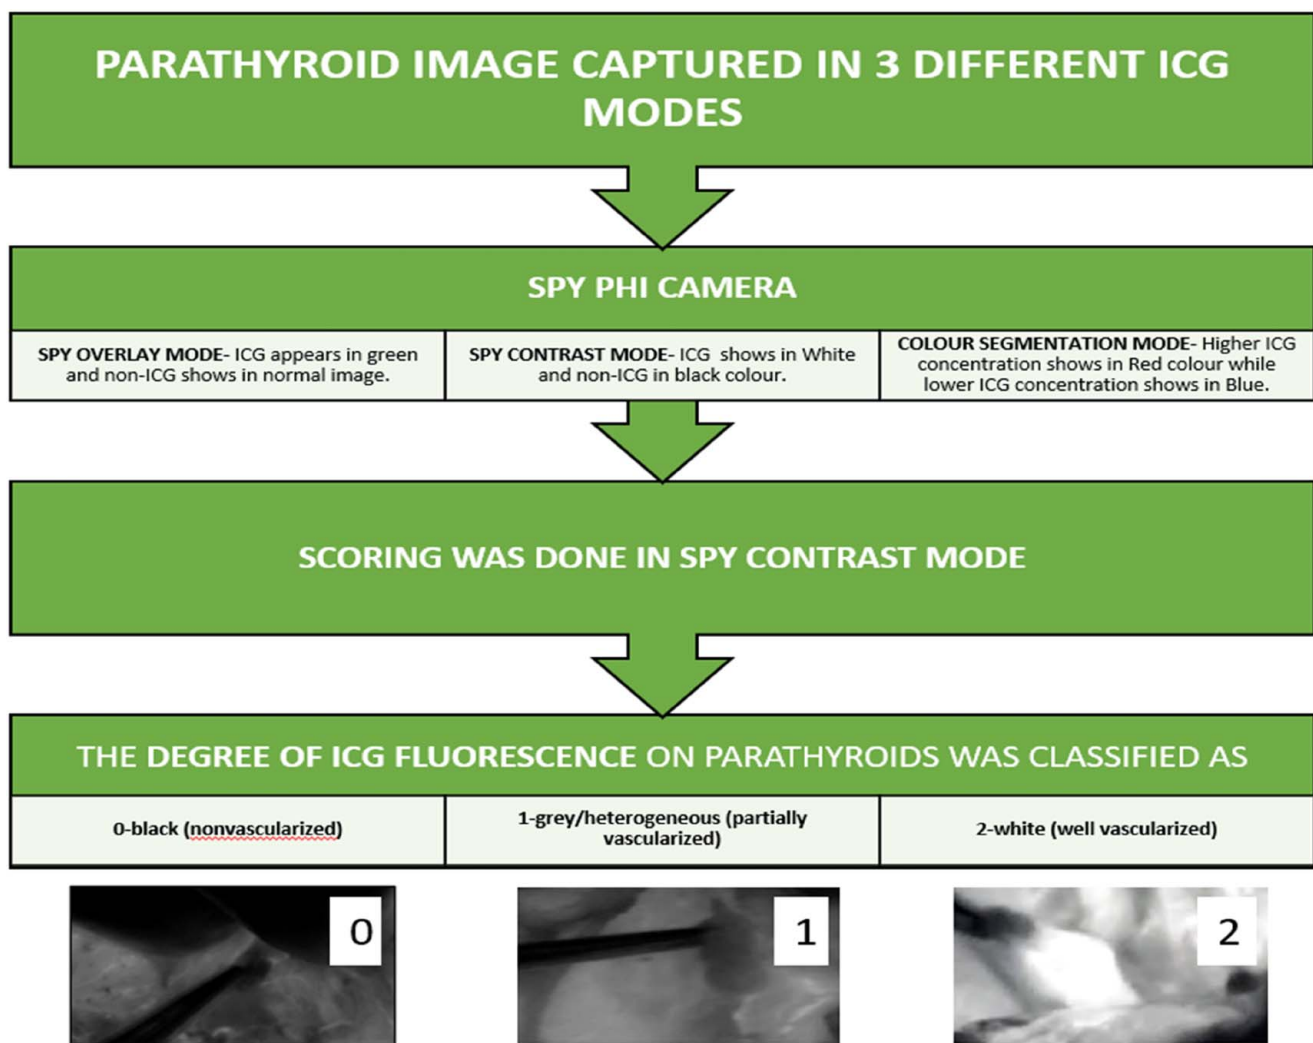 PARATHYROID IMAGE CAPTURED IN 3 DIFFERENT ICG
MODES
SPY PHI CAMERA
SPY OVERLAY MODE- ICG appears in green
and non-ICG shows in normal image.
SPY CONTRAST MODE- ICG shows in White
and non-ICG in black colour.
COLOUR SEGMENTATION MODE- Higher ICG
concentration shows in Red colour while
lower ICG concentration shows in Blue.
SCORING WAS DONE IN SPY CONTRAST MODE
THE DEGREE OF ICG FLUORESCENCE ON PARATHYROIDS WAS CLASSIFIED AS
0-black (nonvascularized)
1-grey/heterogeneous (partially
vascularized)
2-white (well vascularized)
0
1
2